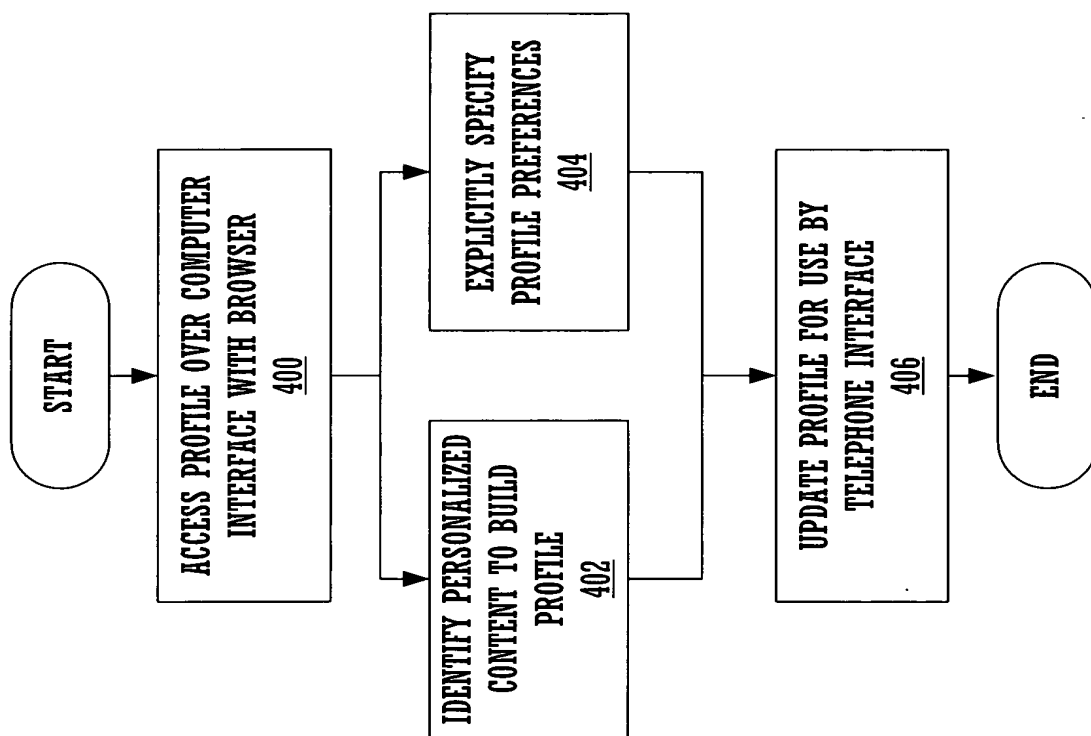 START
ACCESS PROFILE OVER COMPUTER
INTERFACE WITH BROWSER
400
IDENTIFY PERSONALIZED
CONTENT TO BUILD
PROFILE
402
EXPLICITLY SPECIFY
PROFILE PREFERENCES
404
UPDATE PROFILE FOR USE BY
TELEPHONE INTERFACE
406
END